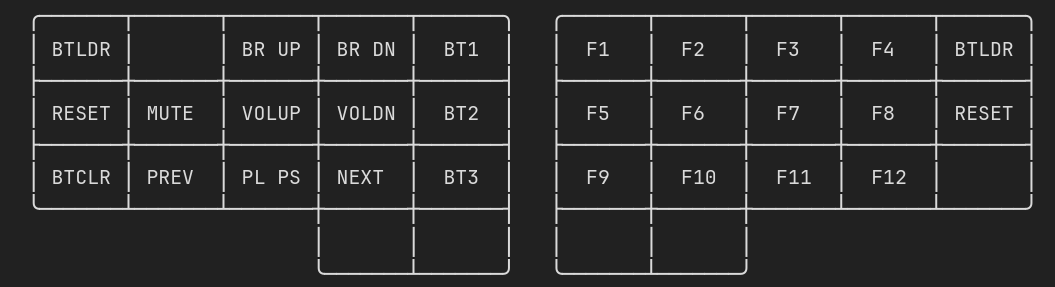 BTLDR BR UP BR DN BT1 F1 F2 F3 F4 BTLDR
RESET MUTE VOLUP VOLDN BT2 F5 F6 F7 F8 RESET
BTCLR PREV PL PS NEXT BT3 F9 F10 F11 F12